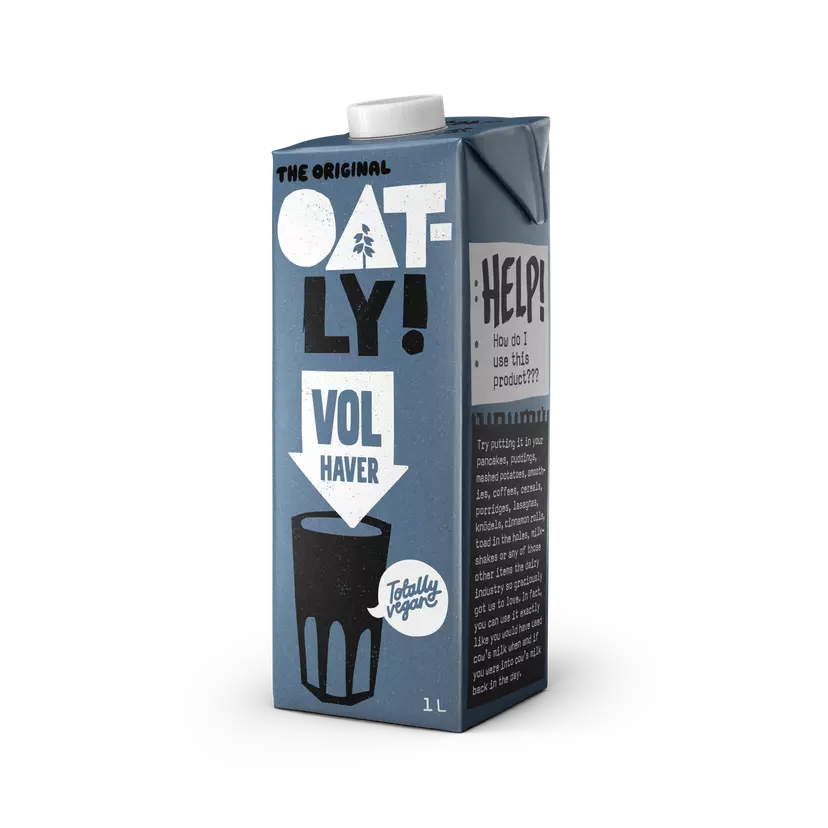 THE ORIGINAL
OAT-
LY!
VOL
HAVER
Totally
vegan
1 L
HELP!
How do I
use this
product???
Try putting it in your
pancakes, puddings,
mashed potatoes, smooth-
ies, coffees, cereals,
porridges, lasagnes,
knödels, cinnamon rolls,
toad in the holes, milk-
shakes or any of those
other items the dairy
industry so graciously
got us to love. In fact,
you can use it exactly
like you would have used
cow's milk when and if
you were into cow's milk
back in the day.